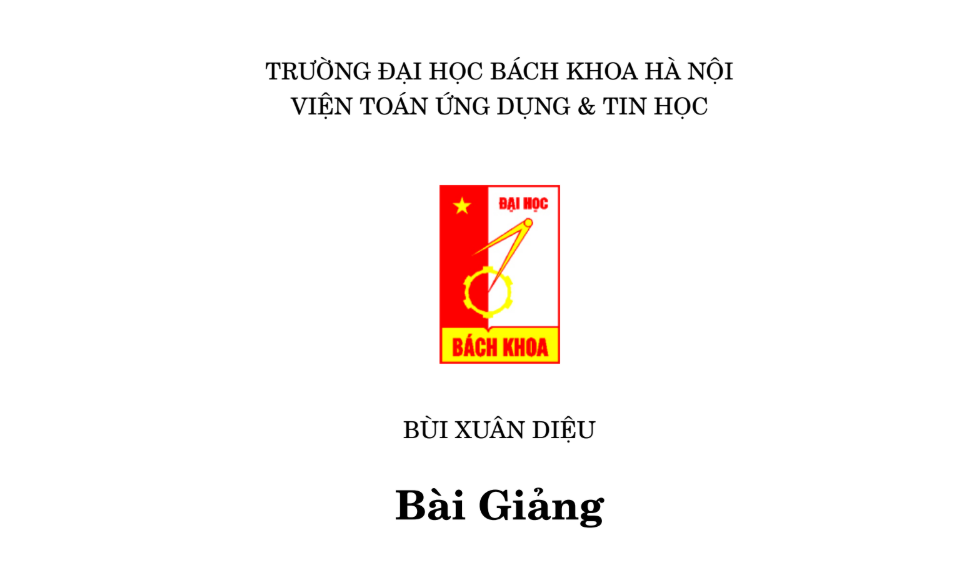 TRƯỜNG ĐẠI HỌC BÁCH KHOA HÀ NỘI
VIỆN TOÁN ỨNG DỤNG & TIN HỌC
ĐẠI HỌC
BÁCH KHOA
BÙI XUÂN DIỆU
Bài Giảng